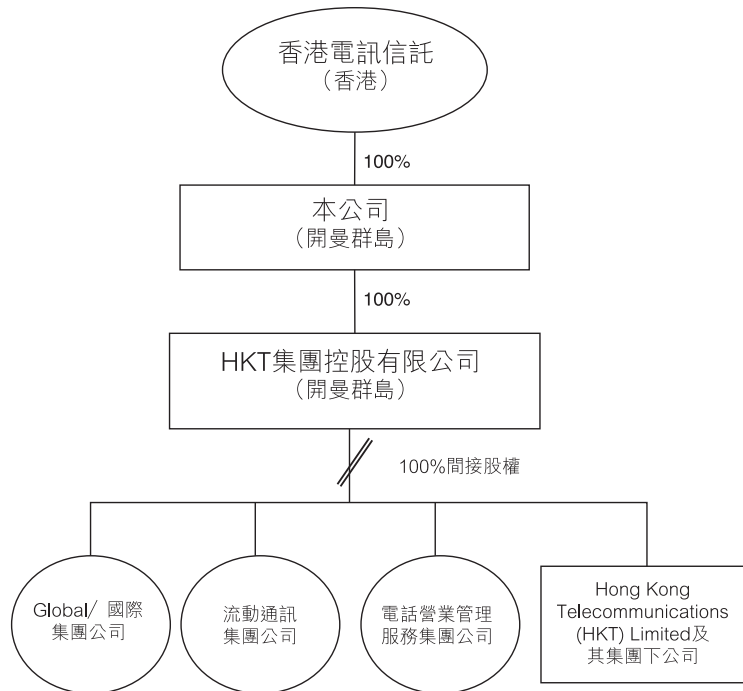 香港電訊信託
（香港）
100%
本公司
（開曼群島）
100%
HKT集團控股有限公司
（開曼群島）
100%間接股權
Global/ 國際
集團公司
流動通訊
集團公司
電話營業管理
服務集團公司
Hong Kong
Telecommunications
(HKT) Limited及
其集團下公司